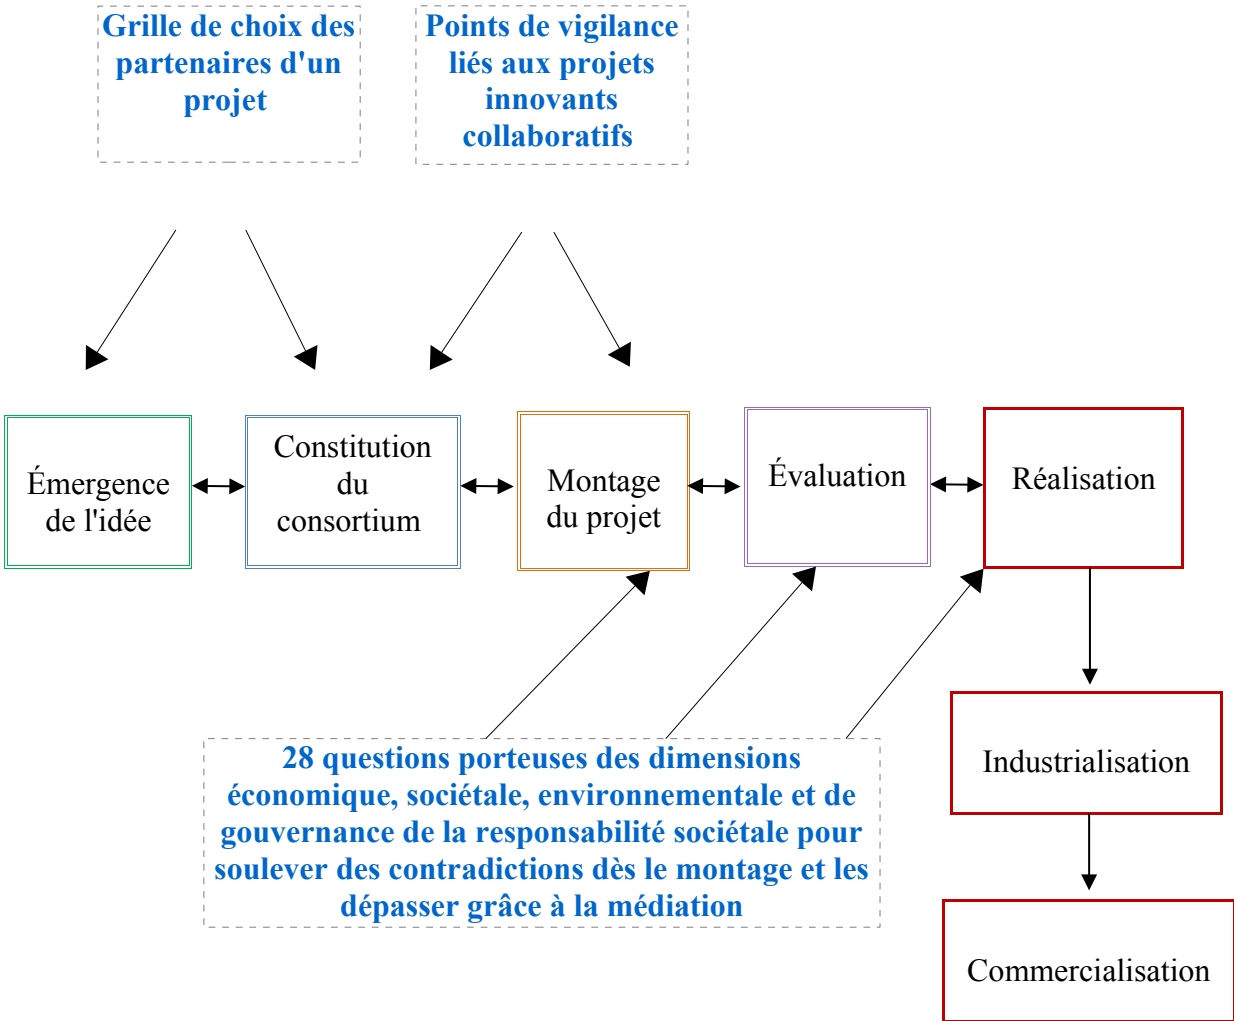 Grille de choix des
partenaires d'un
projet
Points de vigilance
liés aux projets
innovants
collaboratifs
Émergence
de l'idée
Constitution
du
consortium
Montage
du projet
Évaluation
Réalisation
28 questions porteuses des dimensions
économique, sociétale, environnementale et de
gouvernance de la responsabilité sociétale pour
soulever des contradictions dès le montage et les
dépasser grâce à la médiation
Industrialisation
Commercialisation